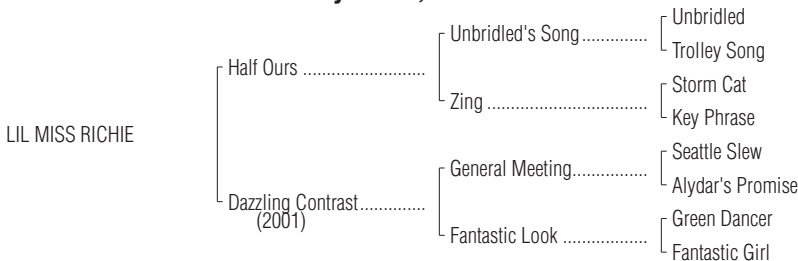 Unbridled
Unbridled's Song..............
Trolley Song
Half Ours .........................
Storm Cat
Zing.................................
Key Phrase
LIL MISS RICHIE
Seattle Slew
General Meeting................
Alydar's Promise
Dazzling Contrast..............
(2001)
Green Dancer
Fantastic Look ..................
Fantastic Girl